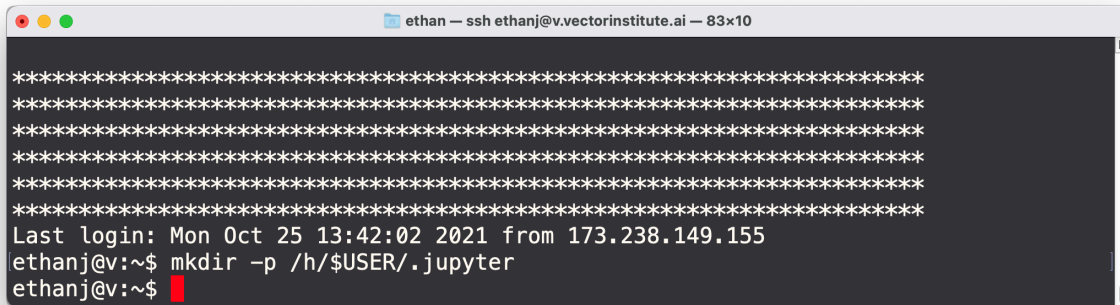 ethan — ssh ethanj@v.vectorinstitute.ai — 83×10
*********************************************************************
*********************************************************************
*********************************************************************
*********************************************************************
*********************************************************************
*********************************************************************
Last login: Mon Oct 25 13:42:02 2021 from 173.238.149.155
[ethanj@v:~$ mkdir -p /h/$USER/.jupyter ]
ethanj@v:~$